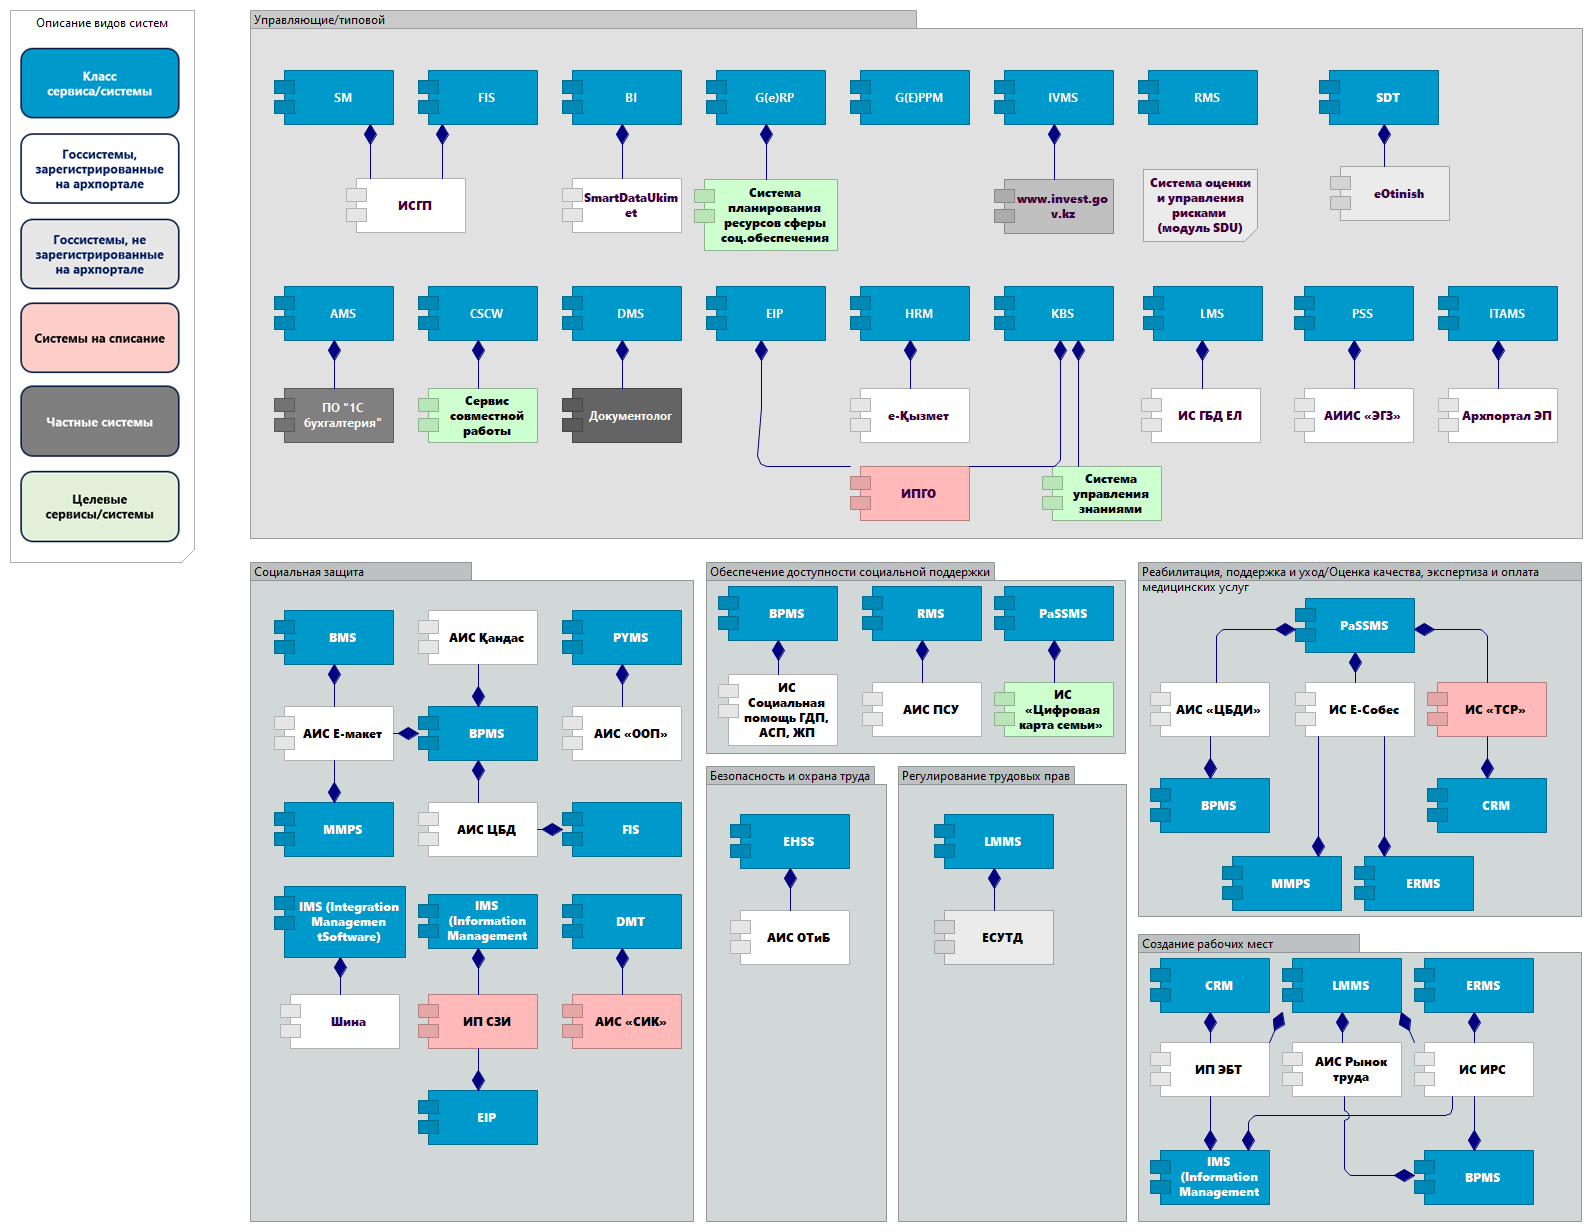 Описание видов систем
Класс
сервиса/системы
Госсистемы,
зарегистрированные
на архпортале
Госсистемы, не
зарегистрированные
на архпортале
Системы на списание
Частные системы
Целевые
сервисы/системы
Управляющие/типовой
SM
FIS
BI
G(e)RP
G(E)PPM
IVMS
RMS
SDT
ИСГП
SmartDataUkim
et
Система
планирования
ресурсов сферы
соц.обеспечения
www.invest.go
v.kz
Система оценки
и управления
рисками
(модуль SDU)
eOtinish
AMS
CSCW
DMS
EIP
HRM
KBS
LMS
PSS
ITAMS
ПО "1С
бухгалтерия"
Сервис
совместной
работы
Документолог
е-Қызмет
ИС ГБД ЕЛ
АИИС «ЭГЗ»
Архпортал ЭП
ИПГО
Система
управления
знаниями
Социальная защита
BMS
АИС Қандас
PYMS
АИС Е-макет
BPMS
АИС «ООП»
MMPS
АИС ЦБД
FIS
IMS (Integration
Managemen
tSoftware)
IMS
(Information
Management
DMT
Шина
ИП СЗИ
АИС «СИК»
EIP
Обеспечение доступности социальной поддержки
BPMS
RMS
PaSSMS
ИС
Социальная
помощь ГДП,
АСП, ЖП
АИС ПСУ
ИС
«Цифровая
карта семьи»
Безопасность и охрана труда
EHSS
АИС ОТиБ
Регулирование трудовых прав
LMMS
ЕСУТД
Реабилитация, поддержка и уход/Оценка качества, экспертиза и оплата
медицинских услуг
PaSSMS
АИС «ЦБДИ»
ИС Е-Собес
ИС «ТСР»
BPMS
CRM
MMPS
ERMS
Создание рабочих мест
CRM
LMMS
ERMS
ИП ЭБТ
АИС Рынок
труда
ИС ИРС
IMS
(Information
Management
BPMS